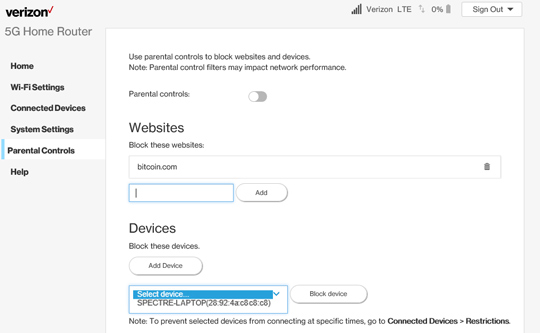 verizon
Verizon LTE 0% Sign Out
5G Home Router
Home
Wi-Fi Settings
Connected Devices
System Settings
Parental Controls
Help
Use parental controls to block websites and devices.
Note: Parental control filters may impact network performance.
Parental controls:
Websites
Block these websites:
bitcoin.com
Add
Devices
Block these devices.
Add Device
Select device...
SPECTRE-LAPTOP(28:92:4a:c8:c8:c8)
Block device
Note: To prevent selected devices from connecting at specific times, go to Connected Devices > Restrictions.